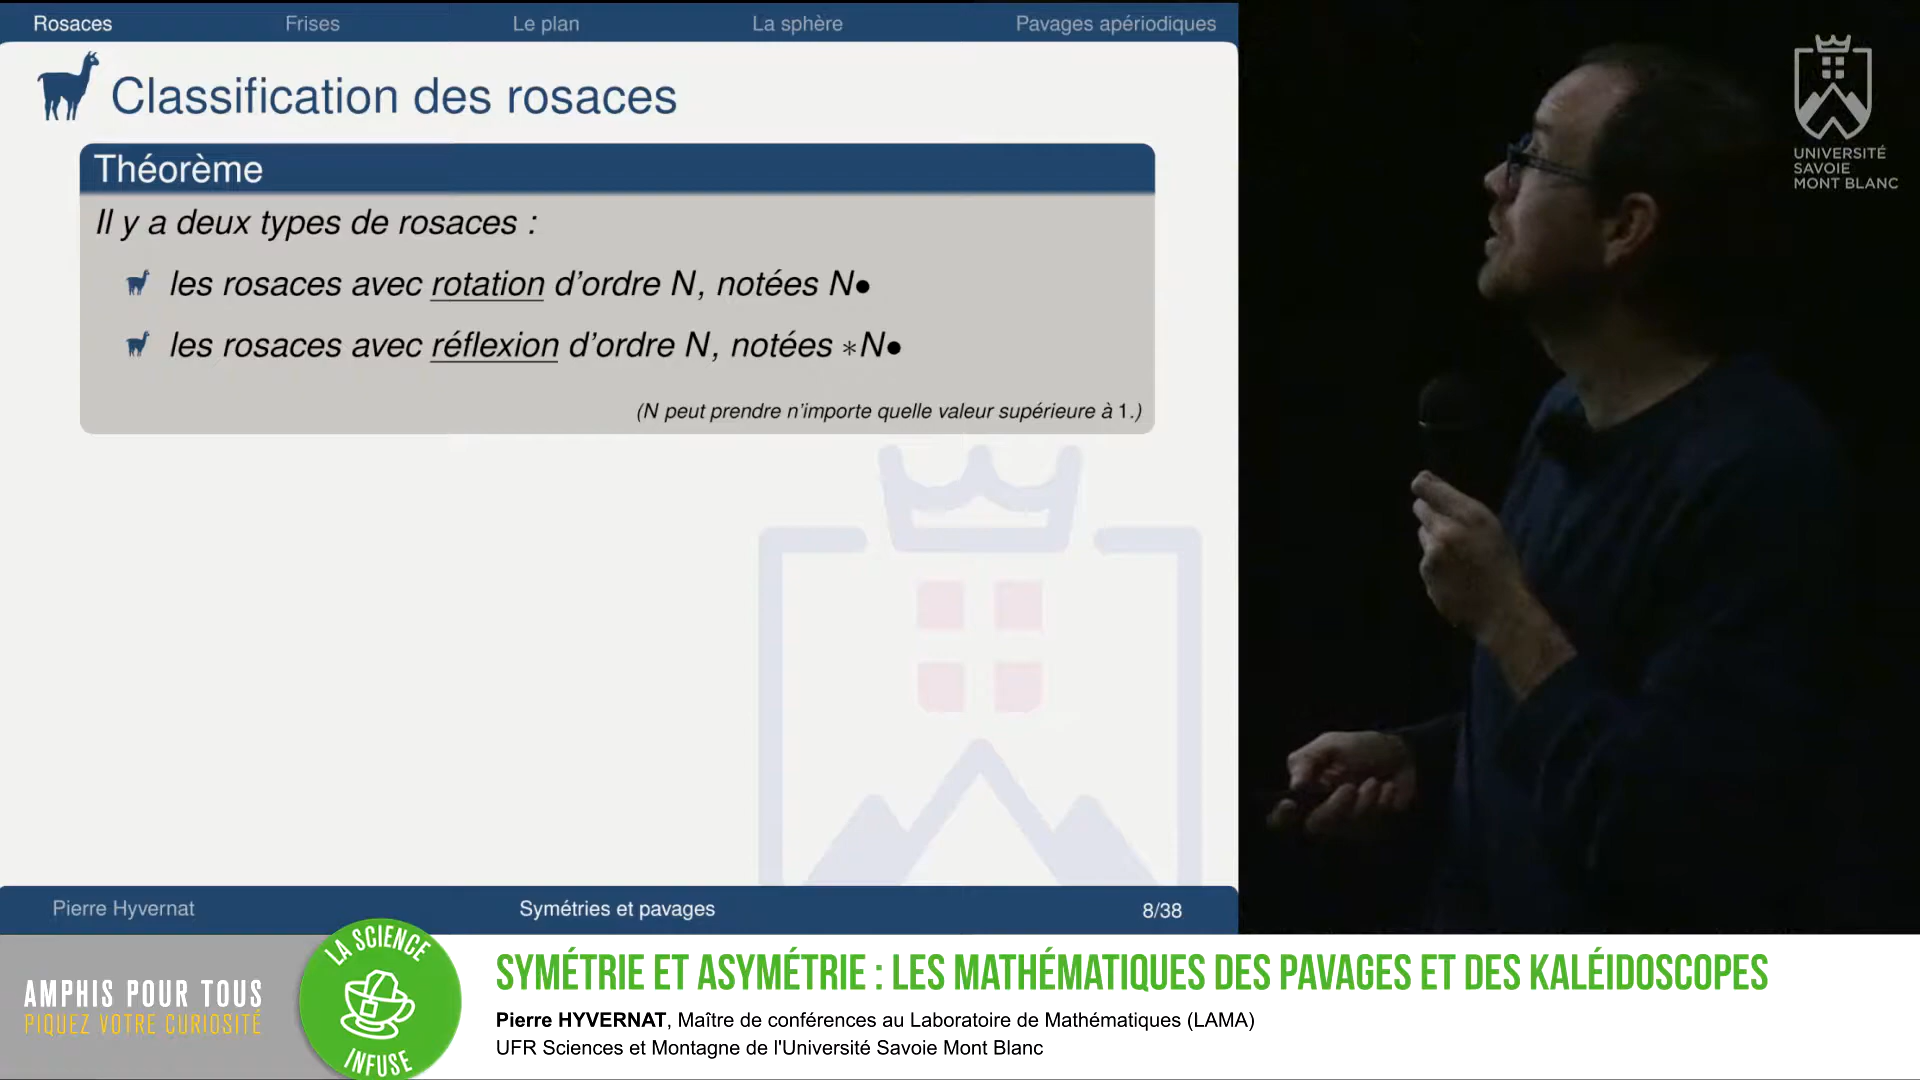 Rosaces Frises Le plan La sphère Pavages apériodiques
Classification des rosaces
Théorème
Il y a deux types de rosaces :
les rosaces avec rotation d'ordre N, notées N●
les rosaces avec réflexion d'ordre N, notées ∗N●
(N peut prendre n'importe quelle valeur supérieure à 1.)
Pierre Hyvernat Symétries et pavages 8/38
UNIVERSITÉ
SAVOIE
MONT BLANC
AMPHIS POUR TOUS
PIQUEZ VOTRE CURIOSITÉ
LA SCIENCE
INFUSE
SYMÉTRIE ET ASYMÉTRIE : LES MATHÉMATIQUES DES PAVAGES ET DES KALÉIDOSCOPES
Pierre HYVERNAT, Maître de conférences au Laboratoire de Mathématiques (LAMA)
UFR Sciences et Montagne de l'Université Savoie Mont Blanc